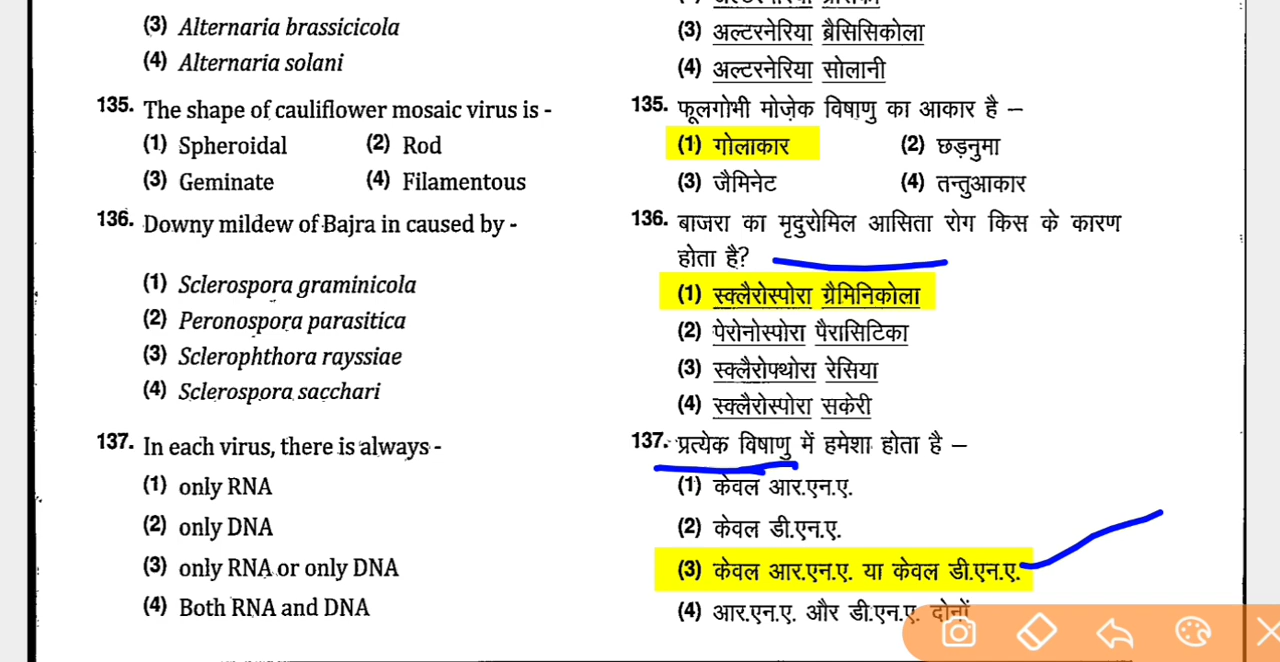 (3) Alternaria brassicicola
(4) Alternaria solani
135. The shape of cauliflower mosaic virus is -
(1) Spheroidal (2) Rod
(3) Geminate (4) Filamentous
136. Downy mildew of Bajra in caused by -
(1) Sclerospora graminicola
(2) Peronospora parasitica
(3) Sclerophthora rayssiae
(4) Sclerospora sacchari
137. In each virus, there is always -
(1) only RNA
(2) only DNA
(3) only RNA or only DNA
(4) Both RNA and DNA
(3) अल्टरनेरिया ब्रैसिसिकोला
(4) अल्टरनेरिया सोलानी
135. फूलगोभी मोज़ेक विषाणु का आकार है –
(1) गोलाकार (2) छड़नुमा
(3) जैमिनेट (4) तन्तुआकार
136. बाजरा का मृदुरोमिल आसिता रोग किस के कारण
होता है?
(1) स्क्लैरोस्पोरा ग्रैमिनिकोला
(2) पेरोनोस्पोरा पैरासिटिका
(3) स्क्लैरोफ्थोरा रेसिया
(4) स्क्लैरोस्पोरा सकेरी
137. प्रत्येक विषाणु में हमेशा होता है –
(1) केवल आर.एन.ए.
(2) केवल डी.एन.ए.
(3) केवल आर.एन.ए. या केवल डी.एन.ए.
(4) आर.एन.ए. और डी.एन.ए. दोनों